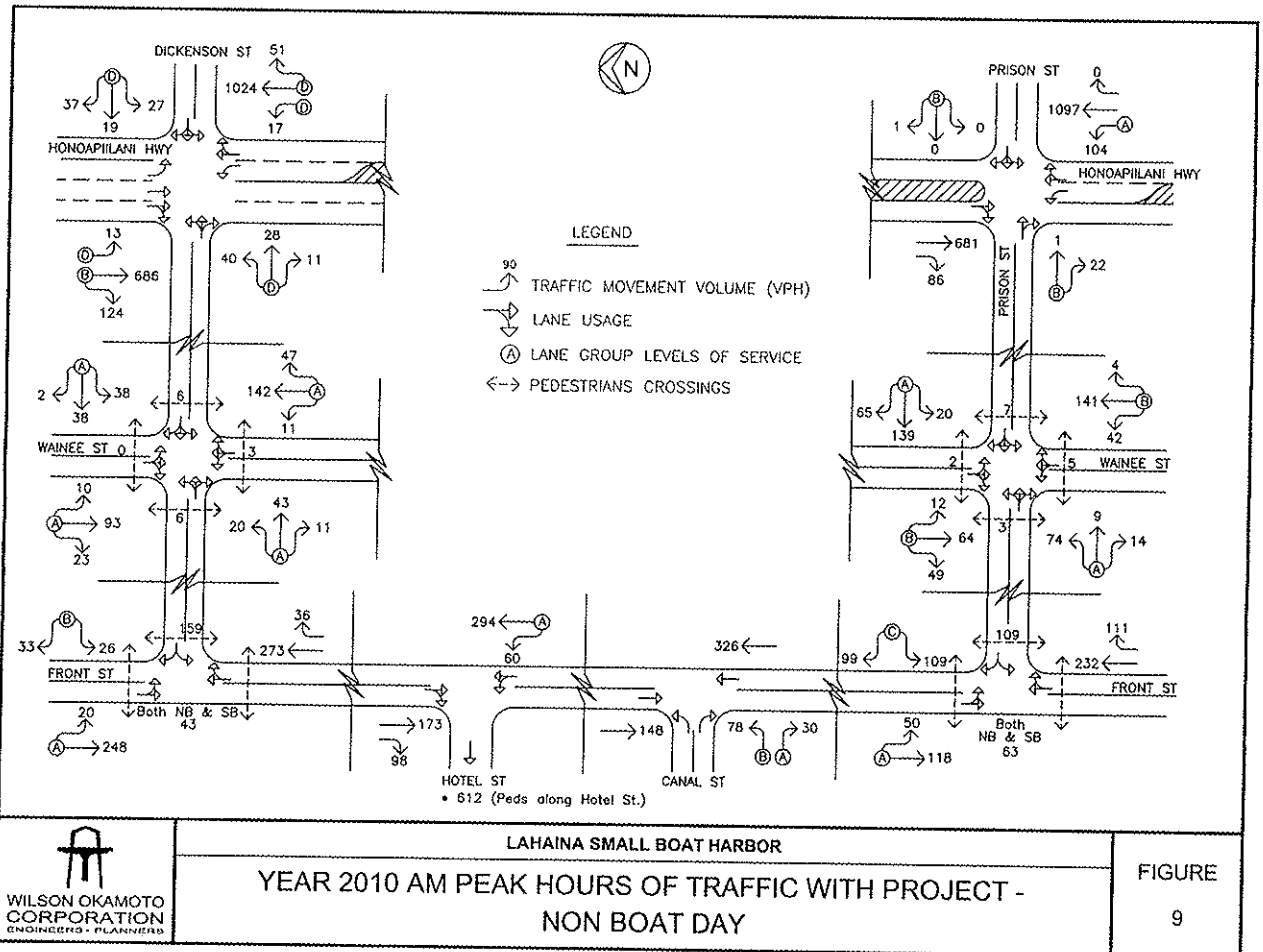 DICKENSON ST
51
1024
D
D
17
D
37
27
19
HONOAPIILANI HWY
13
D
B
686
124
28
40
11
D
N
PRISON ST
0
1097
A
104
B
1
0
0
HONOAPIILANI HWY
681
86
PRISON ST
1
22
B
LEGEND
90
TRAFFIC MOVEMENT VOLUME (VPH)
LANE USAGE
A LANE GROUP LEVELS OF SERVICE
PEDESTRIANS CROSSINGS
A
2
38
38
47
142
A
11
6
WAINEE ST 0
3
10
A
93
23
6
43
20
11
A
A
65
20
139
7
4
141
B
42
2
5
WAINEE ST
12
B
64
49
3
9
74
14
A
B
33
26
159
36
273
FRONT ST
20
Both NB & SB
43
A
248
294
A
60
173
98
HOTEL ST
• 612 (Peds along Hotel St.)
326
148
78
30
B
A
CANAL ST
C
99
109
109
111
232
FRONT ST
50
A
118
Both
NB & SB
63
WILSON OKAMOTO
CORPORATION
ENGINEERS - PLANNERS
LAHAINA SMALL BOAT HARBOR
YEAR 2010 AM PEAK HOURS OF TRAFFIC WITH PROJECT -
NON BOAT DAY
FIGURE
9